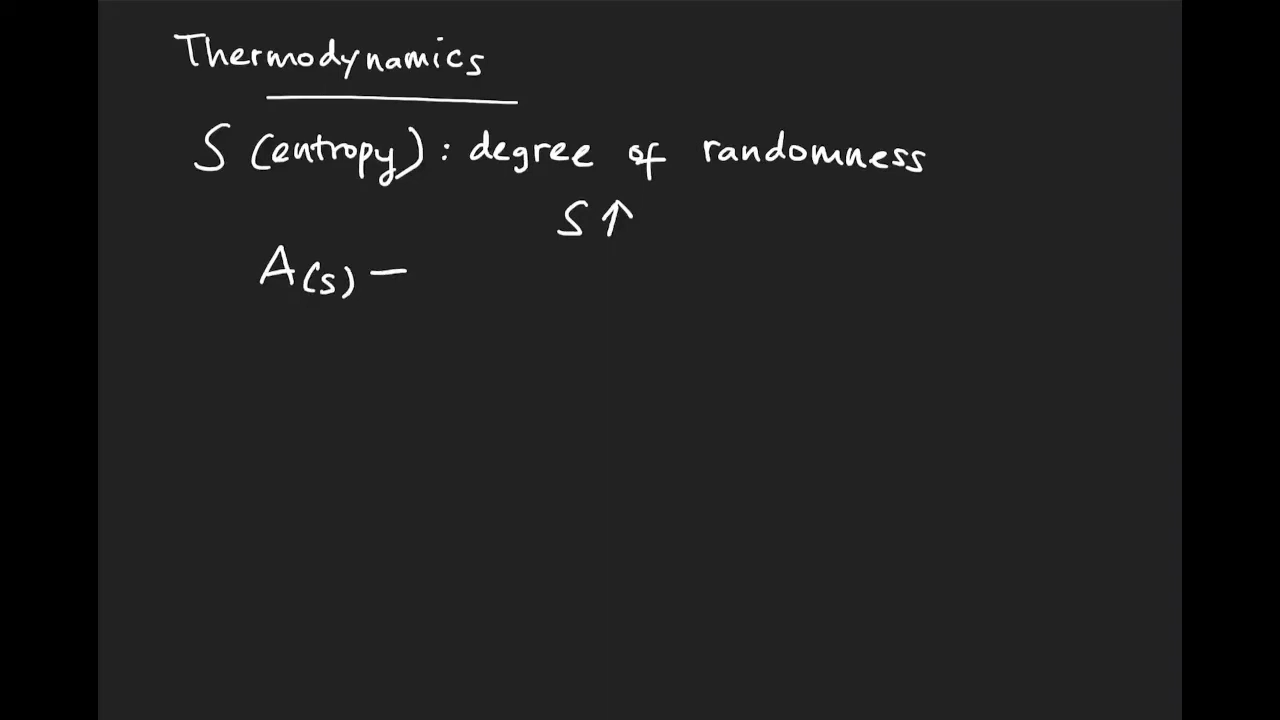 Thermodynamics
S (entropy) : degree of randomness
S ↑
A(s) —